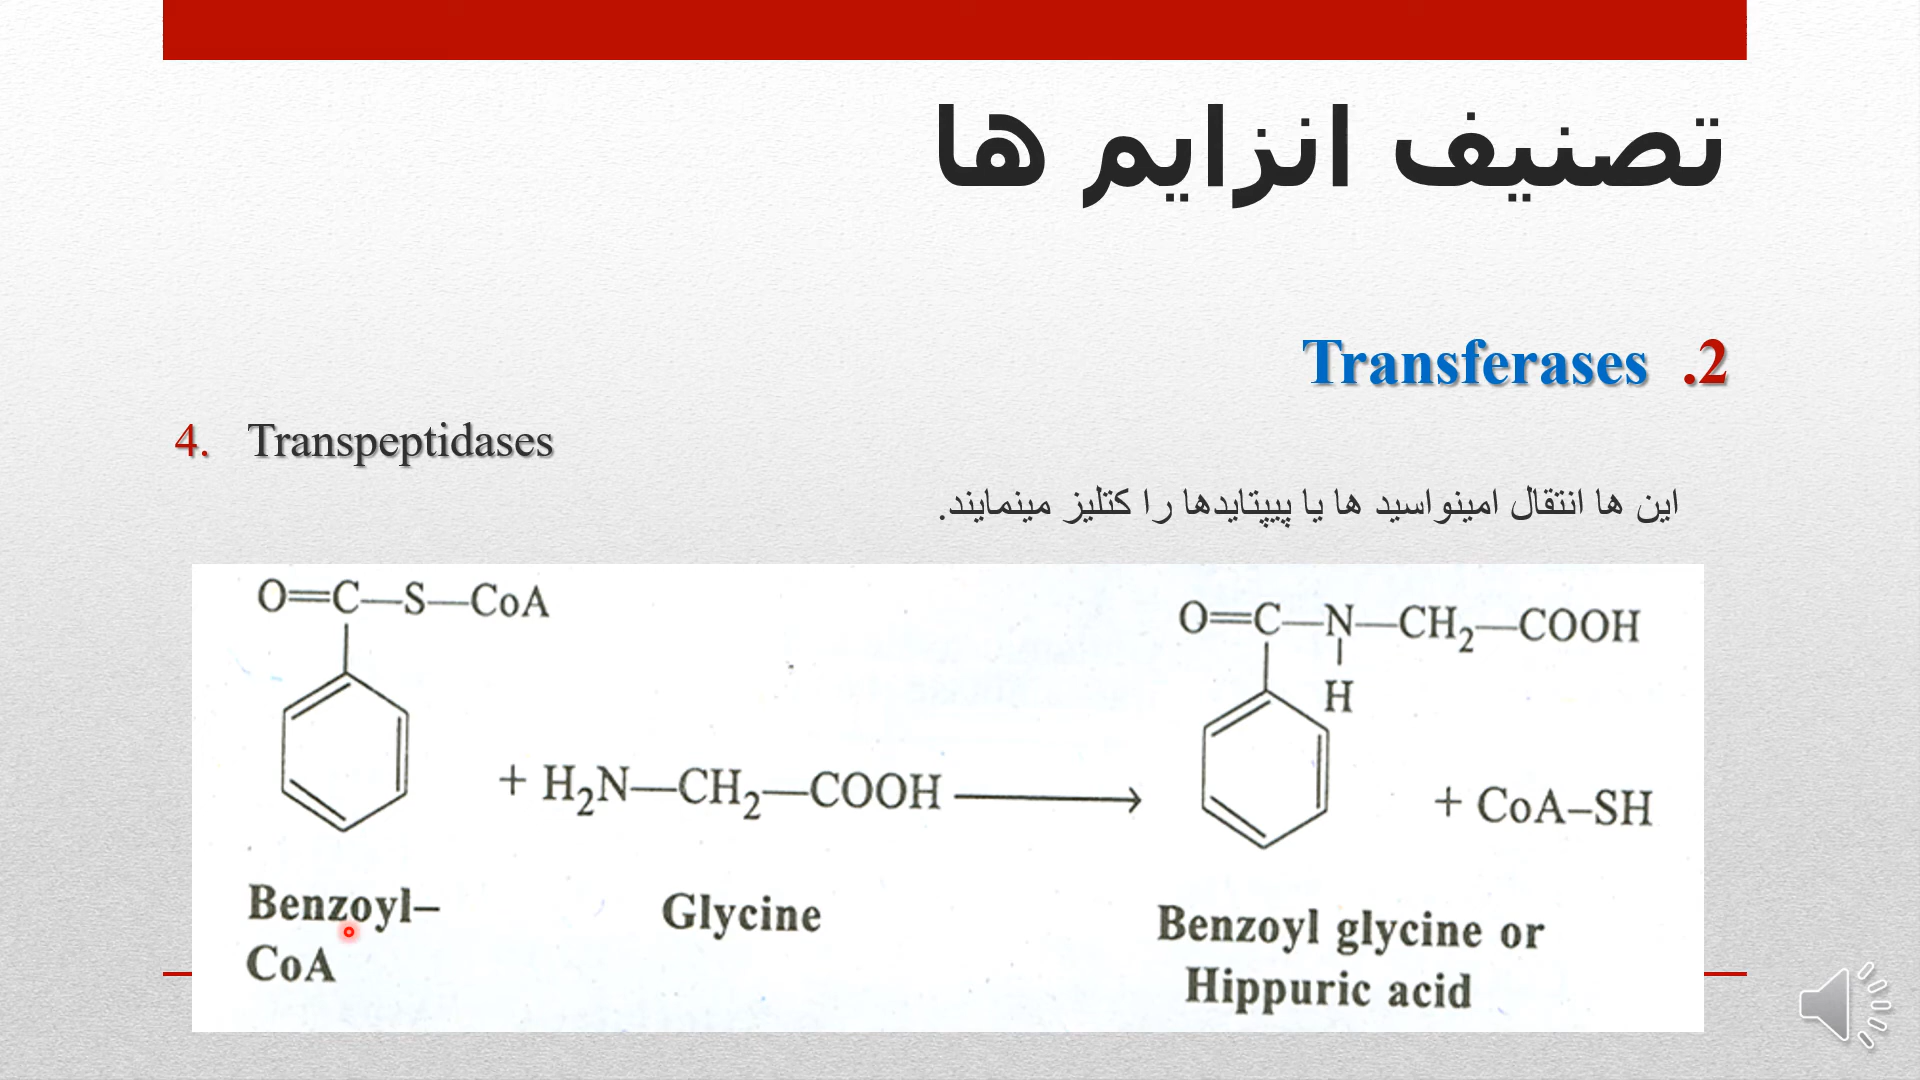 تصنیف انزایم ها
2. Transferases
4. Transpeptidases
این ها انتقال امینواسید ها یا پیپتایدها را کتلیز مینمایند.
O=C—S—CoA
O=C—N—CH₂—COOH
H
+ H₂N—CH₂—COOH
+ CoA–SH
Benzoyl–
CoA
Glycine
Benzoyl glycine or
Hippuric acid